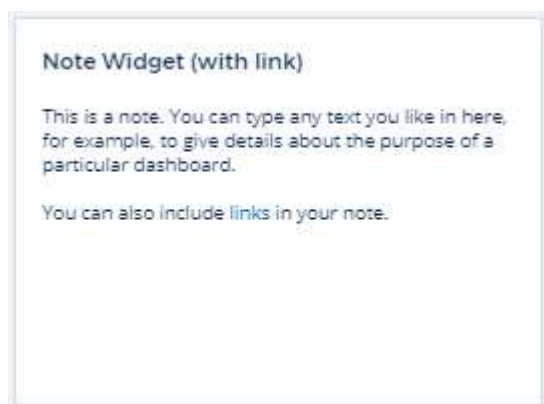 Note Widget (with link)
This is a note. You can type any text you like in here,
for example, to give details about the purpose of a
particular dashboard.
You can also include links in your note.